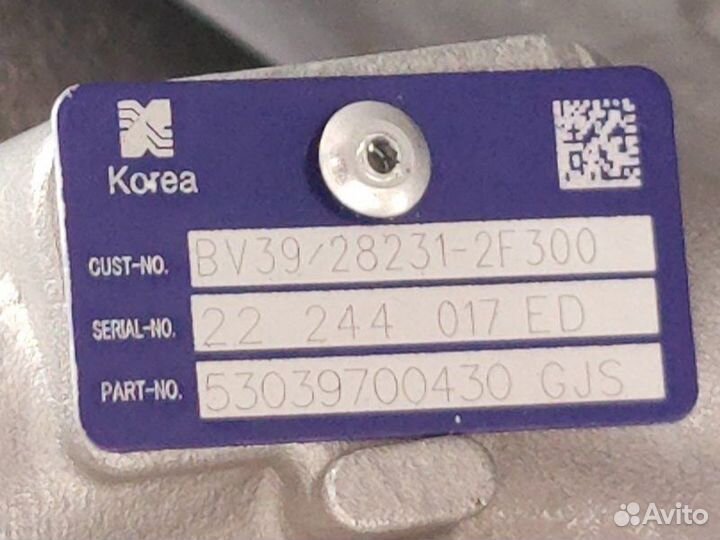 Korea
CUST-NO. BV39/28231-2F300
SERIAL-NO. 22 244 017 ED
PART-NO. 53039700430 GJS
Avito